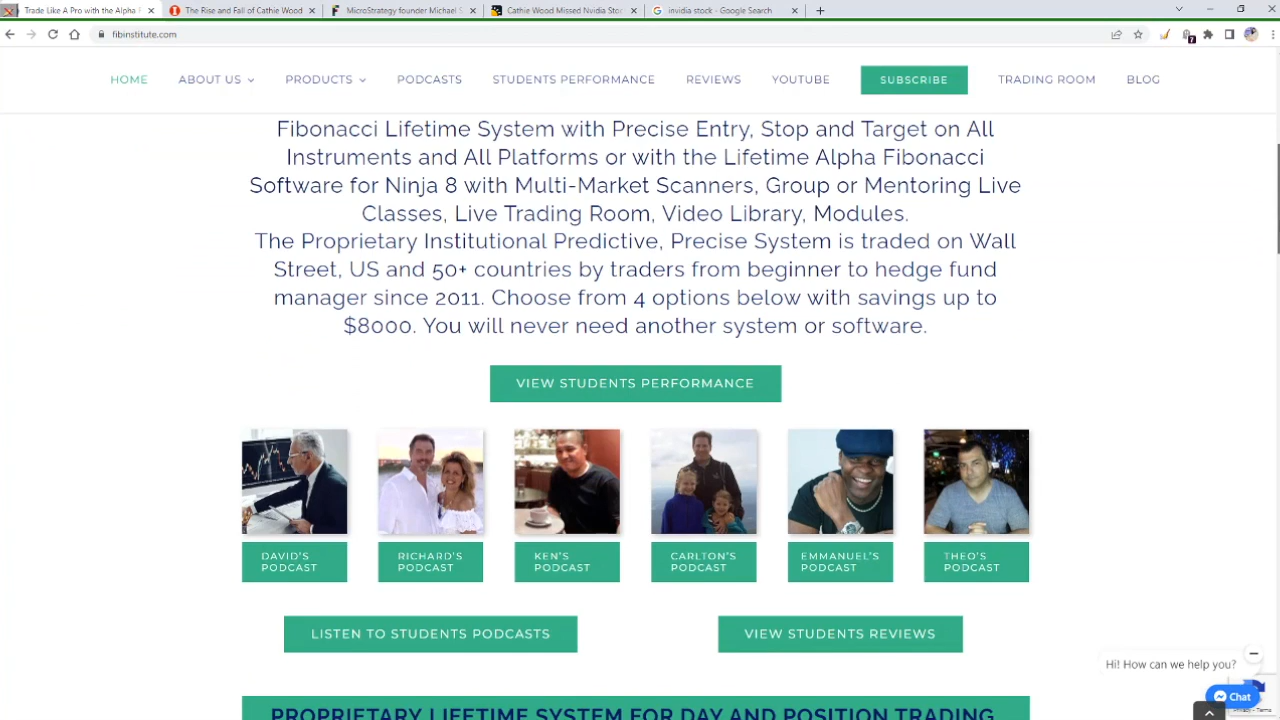 Trade Like A Pro with the Alpha F
The Rise and Fall of Cathie Wood
MicroStrategy founder Michael S
Cathie Wood Missed Nvidia Stoc
invidia stock - Google Search
fibinstitute.com
7
HOME ABOUT US PRODUCTS PODCASTS STUDENTS PERFORMANCE REVIEWS YOUTUBE SUBSCRIBE TRADING ROOM BLOG
Fibonacci Lifetime System with Precise Entry, Stop and Target on All
Instruments and All Platforms or with the Lifetime Alpha Fibonacci
Software for Ninja 8 with Multi-Market Scanners, Group or Mentoring Live
Classes, Live Trading Room, Video Library, Modules.
The Proprietary Institutional Predictive, Precise System is traded on Wall
Street, US and 50+ countries by traders from beginner to hedge fund
manager since 2011. Choose from 4 options below with savings up to
$8000. You will never need another system or software.
VIEW STUDENTS PERFORMANCE
DAVID'S
PODCAST
RICHARD'S
PODCAST
KEN'S
PODCAST
CARLTON'S
PODCAST
EMMANUEL'S
PODCAST
THEO'S
PODCAST
LISTEN TO STUDENTS PODCASTS
VIEW STUDENTS REVIEWS
Hi! How can we help you?
Chat
PROPRIETARY LIFETIME SYSTEM FOR DAY AND POSITION TRADING